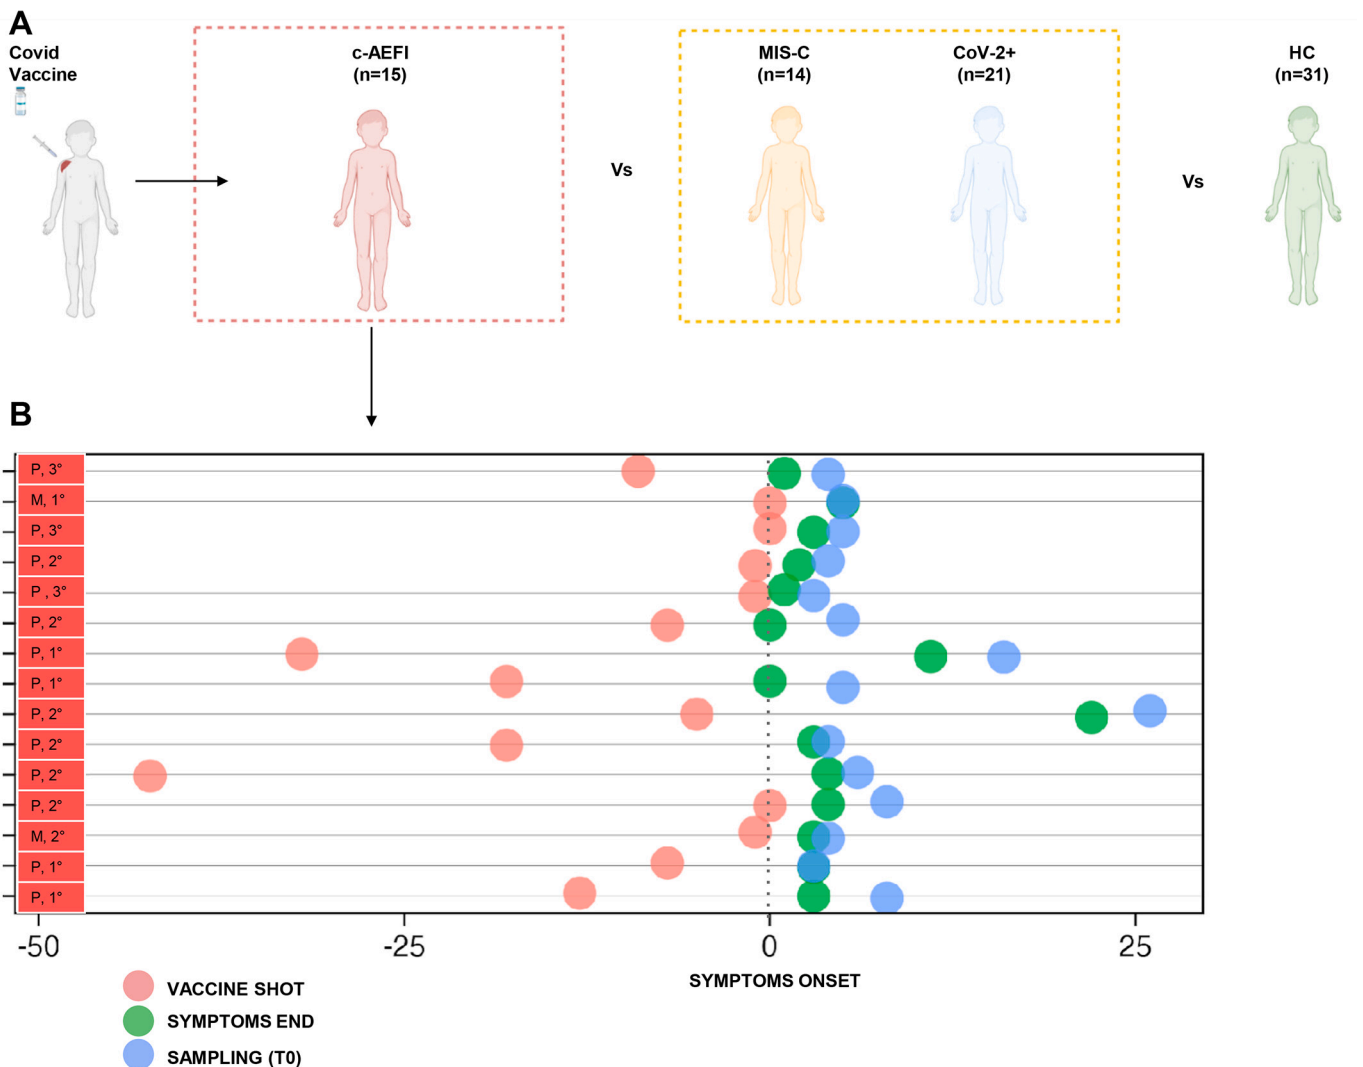 A
Covid
Vaccine
c-AEFI
(n=15)
Vs
MIS-C
(n=14)
CoV-2+
(n=21)
Vs
HC
(n=31)
B
P, 3°
M, 1°
P, 3°
P, 2°
P , 3°
P, 2°
P, 1°
P, 1°
P, 2°
P, 2°
P, 2°
P, 2°
M, 2°
P, 1°
P, 1°
-50
-25
0
25
SYMPTOMS ONSET
VACCINE SHOT
SYMPTOMS END
SAMPLING (T0)